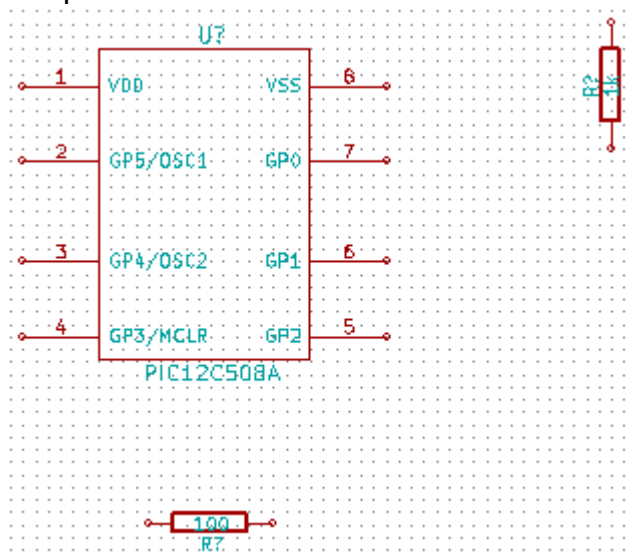 U?
1 VDD VSS 8
R? 1k
2 GP5/OSC1 GP0 7
3 GP4/OSC2 GP1 6
4 GP3/MCLR GP2 5
PIC12C508A
100
R?